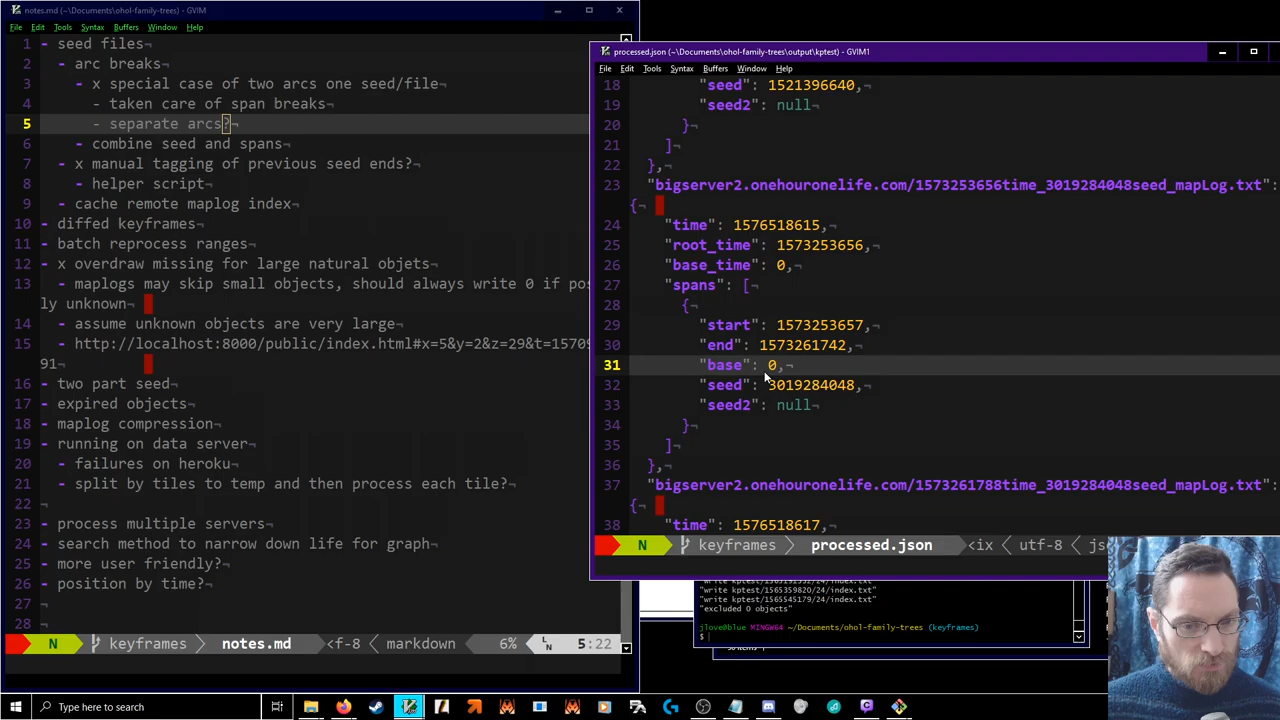 notes.md (~\Documents\ohol-family-trees) - GVIM
File Edit Tools Syntax Buffers Window Help
1 - seed files¬
2 - arc breaks¬
3 - x special case of two arcs one seed/file¬
4 - taken care of span breaks¬
5 - separate arcs?¬
6 - combine seed and spans¬
7 - x manual tagging of previous seed ends?¬
8 - helper script¬
9 - cache remote maplog index¬
10 - diffed keyframes¬
11 - batch reprocess ranges¬
12 - x overdraw missing for large natural objets¬
13 - maplogs may skip small objects, should always write 0 if pos
ly unknown¬
14 - assume unknown objects are very large¬
15 - http://localhost:8000/public/index.html#x=5&y=2&z=29&t=15709
91¬
16 - two part seed¬
17 - expired objects¬
18 - maplog compression¬
19 - running on data server¬
20 - failures on heroku¬
21 - split by tiles to temp and then process each tile?¬
22 ¬
23 - process multiple servers¬
24 - search method to narrow down life for graph¬
25 - more user friendly?¬
26 - position by time?¬
27 ¬
28
N keyframes notes.md <f-8 markdown 6% LN 5:22
processed.json (~\Documents\ohol-family-trees\output\kptest) - GVIM1
File Edit Tools Syntax Buffers Window Help
18 "seed": 1521396640,¬
19 "seed2": null¬
20 }¬
21 ]¬
22 },¬
23 "bigserver2.onehouronelife.com/1573253656time_3019284048seed_mapLog.txt":
{¬
24 "time": 1576518615,¬
25 "root_time": 1573253656,¬
26 "base_time": 0,¬
27 "spans": [¬
28 {¬
29 "start": 1573253657,¬
30 "end": 1573261742,¬
31 "base": 0,¬
32 "seed": 3019284048,¬
33 "seed2": null¬
34 }¬
35 ]¬
36 },¬
37 "bigserver2.onehouronelife.com/1573261788time_3019284048seed_mapLog.txt":
{¬
38 "time": 1576518617,¬
N keyframes processed.json <ix utf-8 js
"write kptest/1565359820/24/index.txt"
"write kptest/1565545179/24/index.txt"
"excluded 0 objects"
jlove@blue MINGW64 ~/Documents/ohol-family-trees (keyframes)
$
Type here to search